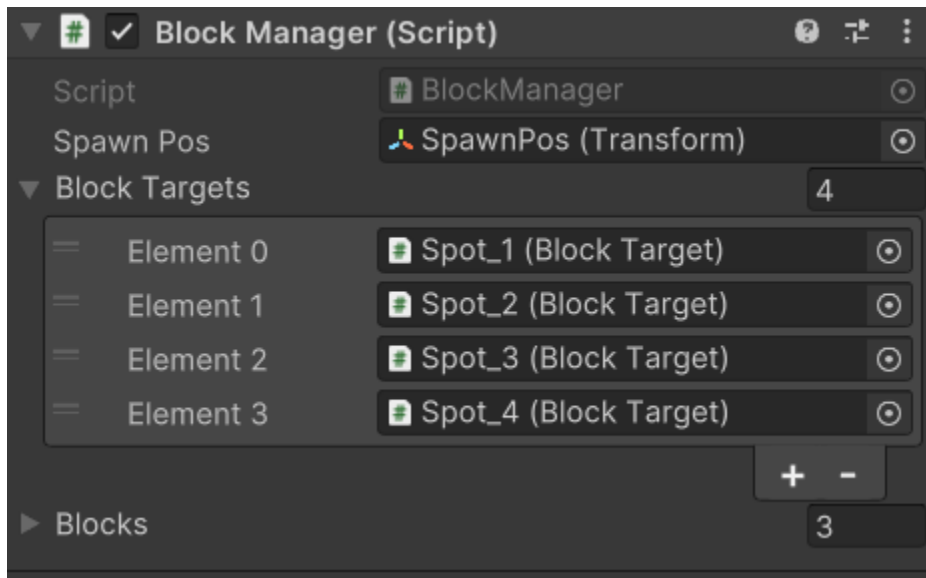 Block Manager (Script)
Script BlockManager
Spawn Pos SpawnPos (Transform)
Block Targets 4
Element 0 Spot_1 (Block Target)
Element 1 Spot_2 (Block Target)
Element 2 Spot_3 (Block Target)
Element 3 Spot_4 (Block Target)
+ -
Blocks 3